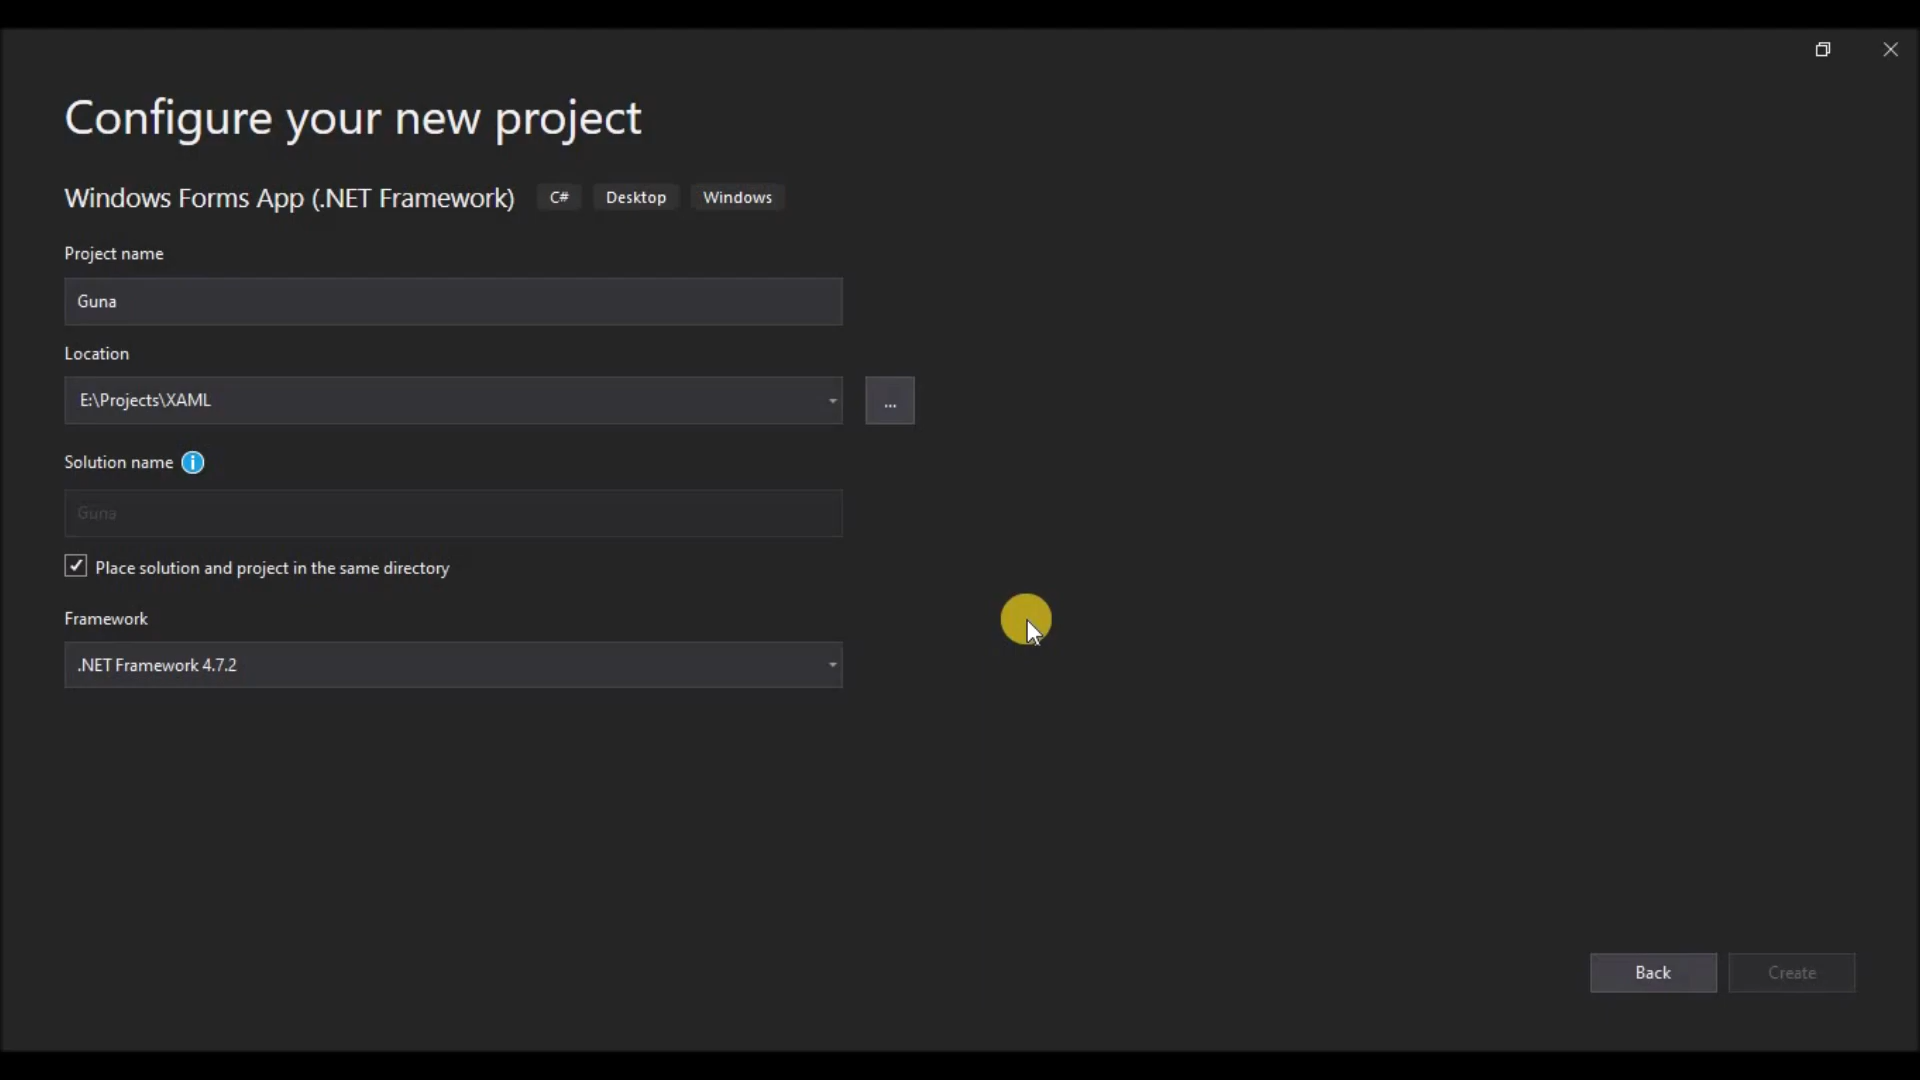 Configure your new project
Windows Forms App (.NET Framework) C# Desktop Windows
Project name
Guna
Location
E:\Projects\XAML
...
Solution name i
Guna
Place solution and project in the same directory
Framework
.NET Framework 4.7.2
Back Create